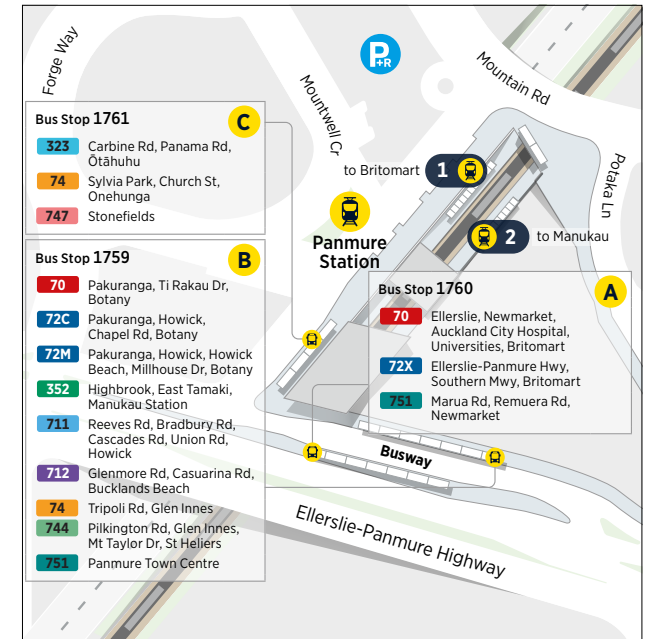 Forge Way
P
+R
Mountain Rd
Mountwell Cr
Potaka Ln
Bus Stop 1761
C
323 Carbine Rd, Panama Rd,
Ōtāhuhu
74 Sylvia Park, Church St,
Onehunga
747 Stonefields
to Britomart 1
Panmure
Station
2 to Manukau
Bus Stop 1759
B
70 Pakuranga, Ti Rakau Dr,
Botany
72C Pakuranga, Howick,
Chapel Rd, Botany
72M Pakuranga, Howick, Howick
Beach, Millhouse Dr, Botany
352 Highbrook, East Tamaki,
Manukau Station
711 Reeves Rd, Bradbury Rd,
Cascades Rd, Union Rd,
Howick
712 Glenmore Rd, Casuarina Rd,
Bucklands Beach
74 Tripoli Rd, Glen Innes
744 Pilkington Rd, Glen Innes,
Mt Taylor Dr, St Heliers
751 Panmure Town Centre
Bus Stop 1760
A
70 Ellerslie, Newmarket,
Auckland City Hospital,
Universities, Britomart
72X Ellerslie-Panmure Hwy,
Southern Mwy, Britomart
751 Marua Rd, Remuera Rd,
Newmarket
Busway
Ellerslie-Panmure Highway